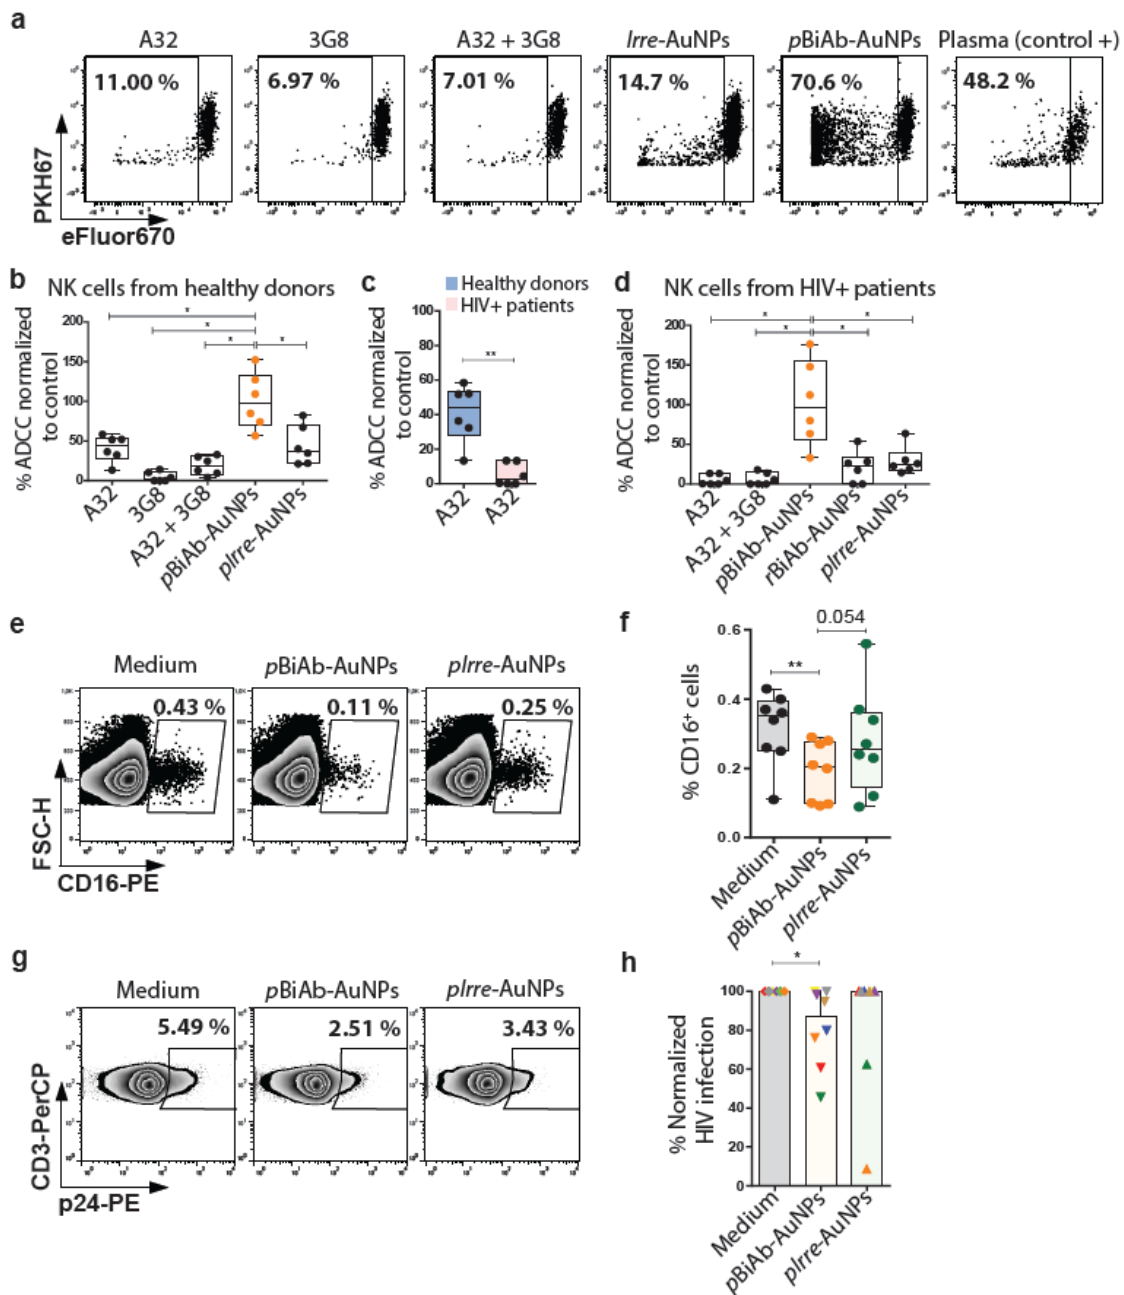 a
A32 3G8 A32 + 3G8 lrre-AuNPs pBiAb-AuNPs Plasma (control +)
11.00 % 6.97 % 7.01 % 14.7 % 70.6 % 48.2 %
PKH67
eFluor670
b NK cells from healthy donors
% ADCC normalized
to control
200
150
100
50
0
* * * *
A32 3G8 A32 + 3G8 pBiAb-AuNPs plrre-AuNPs
c
Healthy donors
HIV+ patients
% ADCC normalized
to control
100
80
60
40
20
0
**
A32 A32
d NK cells from HIV+ patients
% ADCC normalized
to control
200
150
100
50
0
* * * *
A32 A32 + 3G8 pBiAb-AuNPs rBiAb-AuNPs plrre-AuNPs
e
Medium pBiAb-AuNPs plrre-AuNPs
0.43 % 0.11 % 0.25 %
FSC-H
CD16-PE
f
% CD16+ cells
0.6
0.4
0.2
0.0
** 0.054
Medium pBiAb-AuNPs plrre-AuNPs
g
Medium pBiAb-AuNPs plrre-AuNPs
5.49 % 2.51 % 3.43 %
CD3-PerCP
p24-PE
h
% Normalized
HIV infection
100
80
60
40
20
0
*
Medium pBiAb-AuNPs plrre-AuNPs